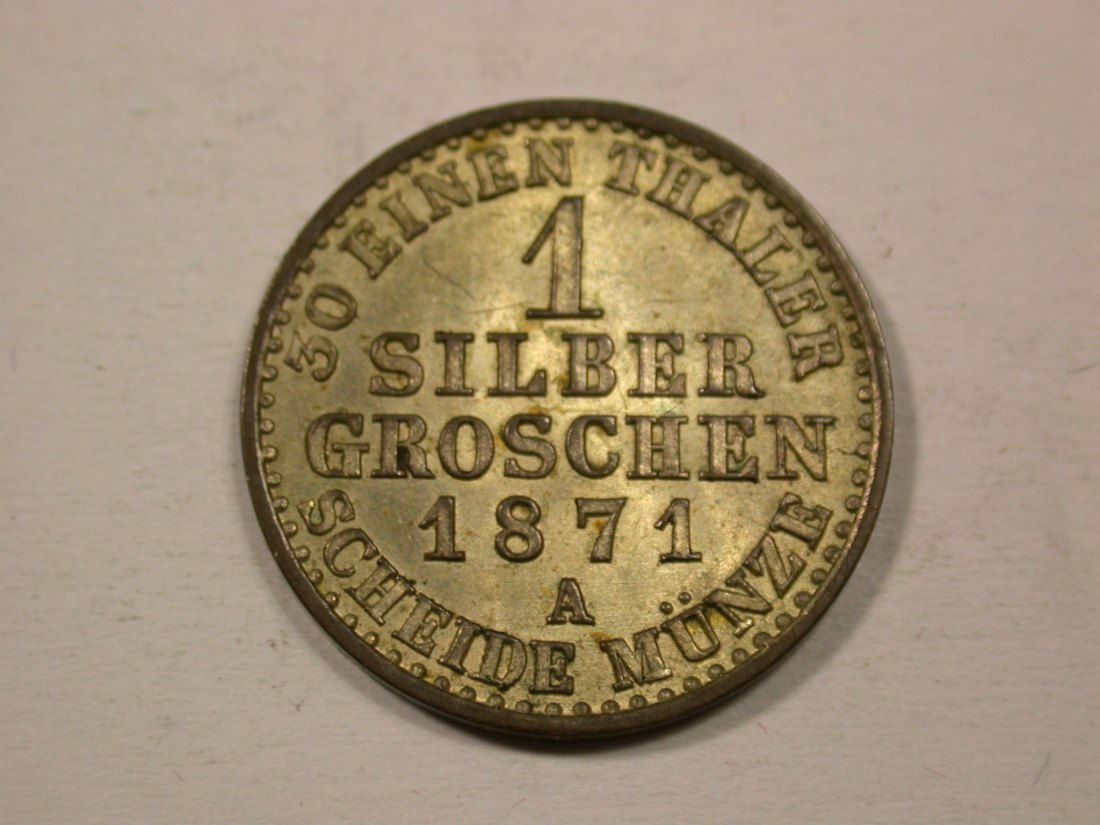 30 EINEN THALER
1
SILBER
GROSCHEN
1871
A
SCHEIDE MÜNZE